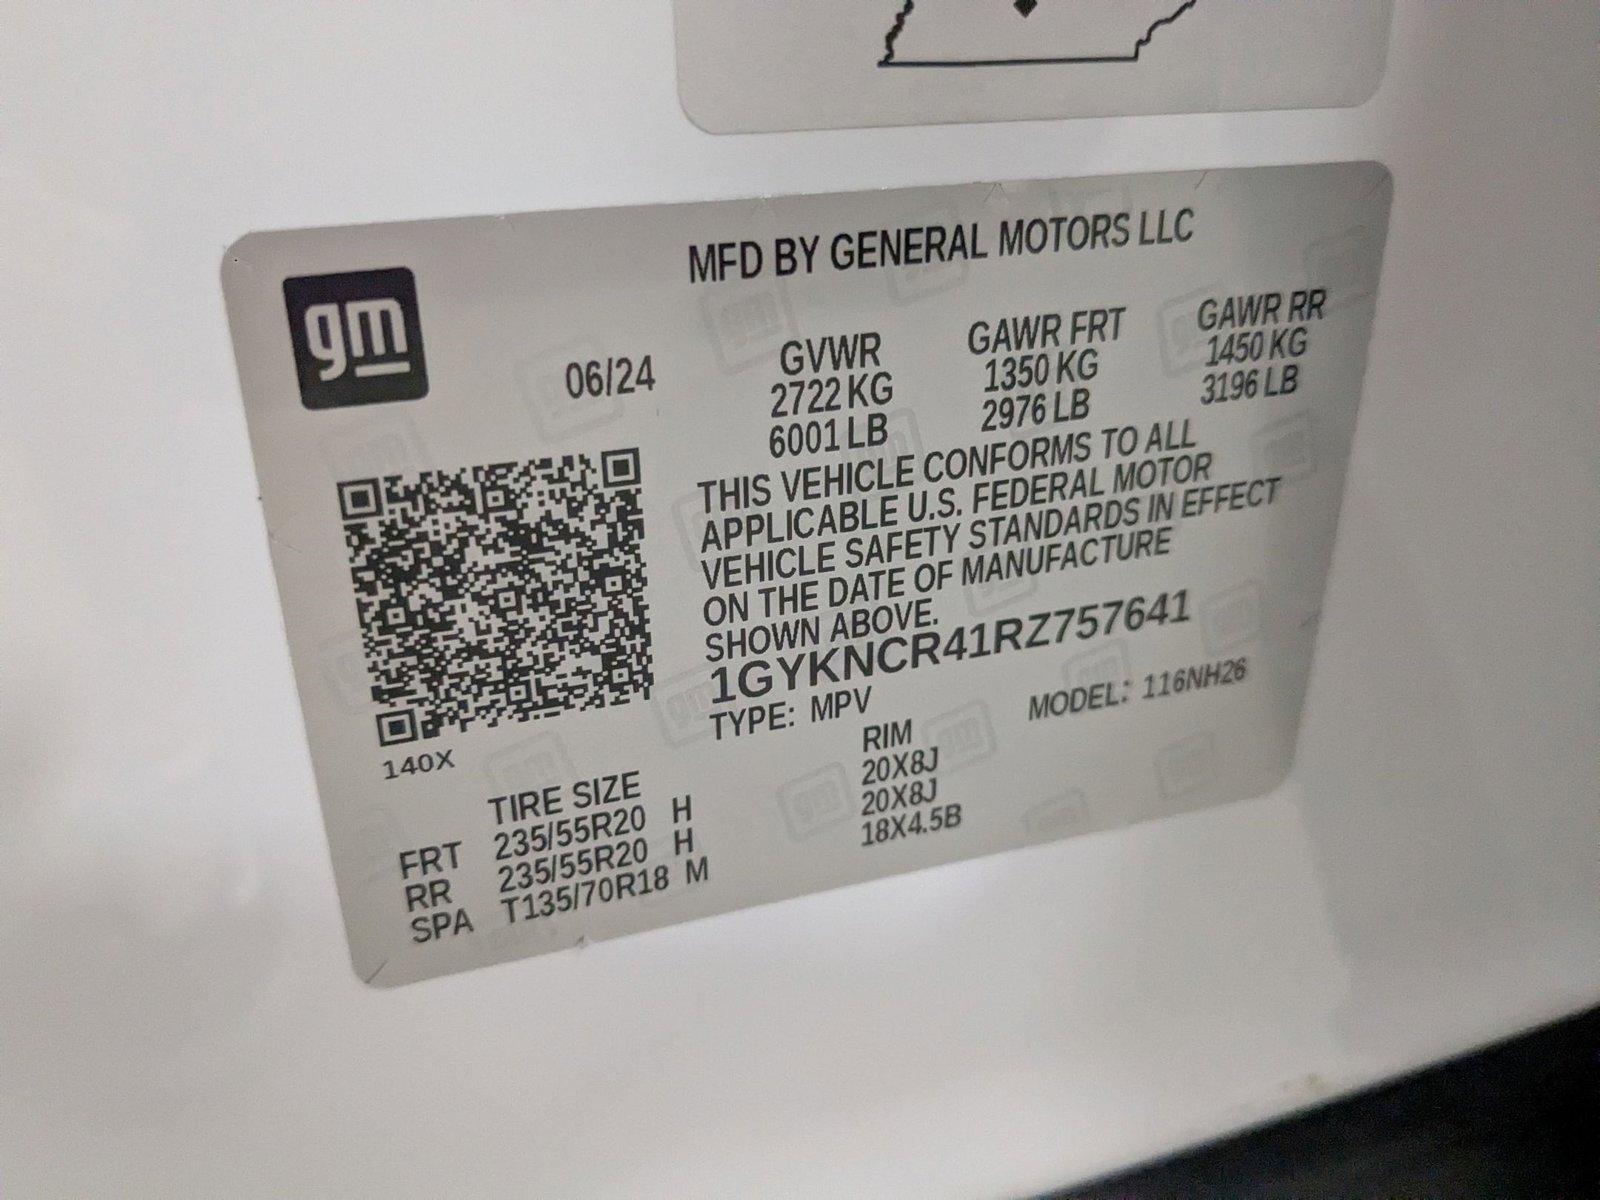 MFD BY GENERAL MOTORS LLC
gm
06/24
GVWR
2722 KG
6001 LB
GAWR FRT
1350 KG
2976 LB
GAWR RR
1450 KG
3196 LB
THIS VEHICLE CONFORMS TO ALL
APPLICABLE U.S. FEDERAL MOTOR
VEHICLE SAFETY STANDARDS IN EFFECT
ON THE DATE OF MANUFACTURE
SHOWN ABOVE.
1GYKNCR41RZ757641
TYPE: MPV MODEL: 116NH26
140X
TIRE SIZE RIM
FRT 235/55R20 H 20X8J
RR 235/55R20 H 20X8J
SPA T135/70R18 M 18X4.5B